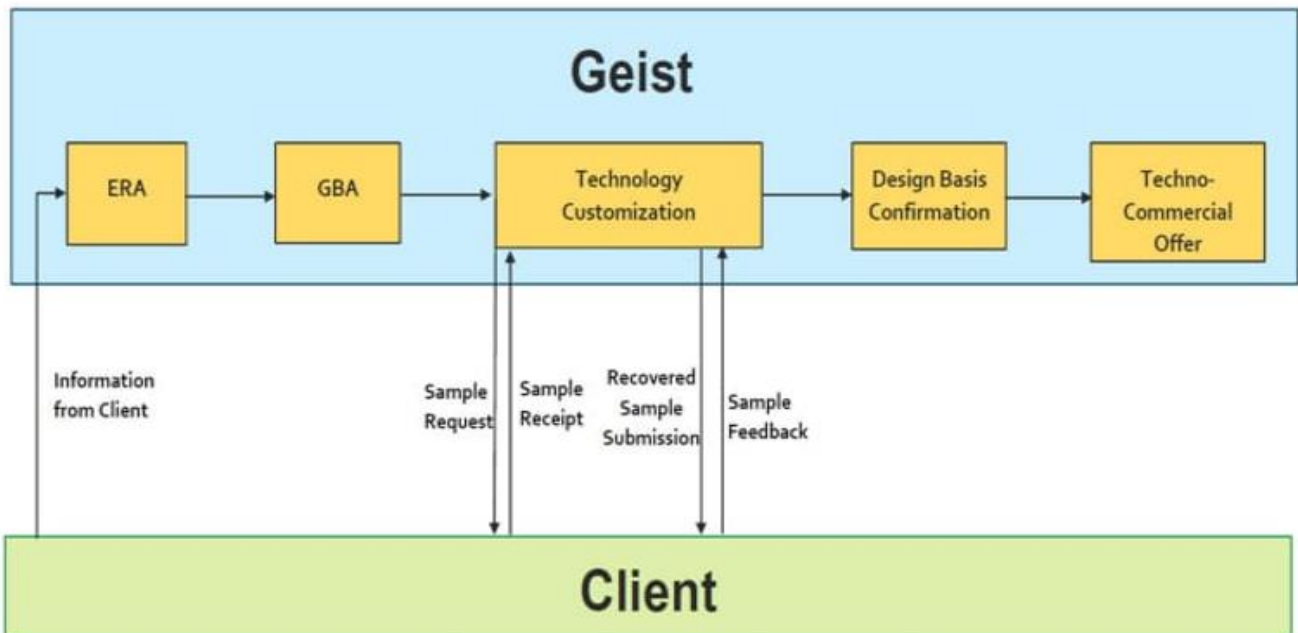 Geist
ERA
GBA
Technology
Customization
Design Basis
Confirmation
Techno-
Commercial
Offer
Information
from Client
Sample
Request
Sample
Receipt
Recovered
Sample
Submission
Sample
Feedback
Client